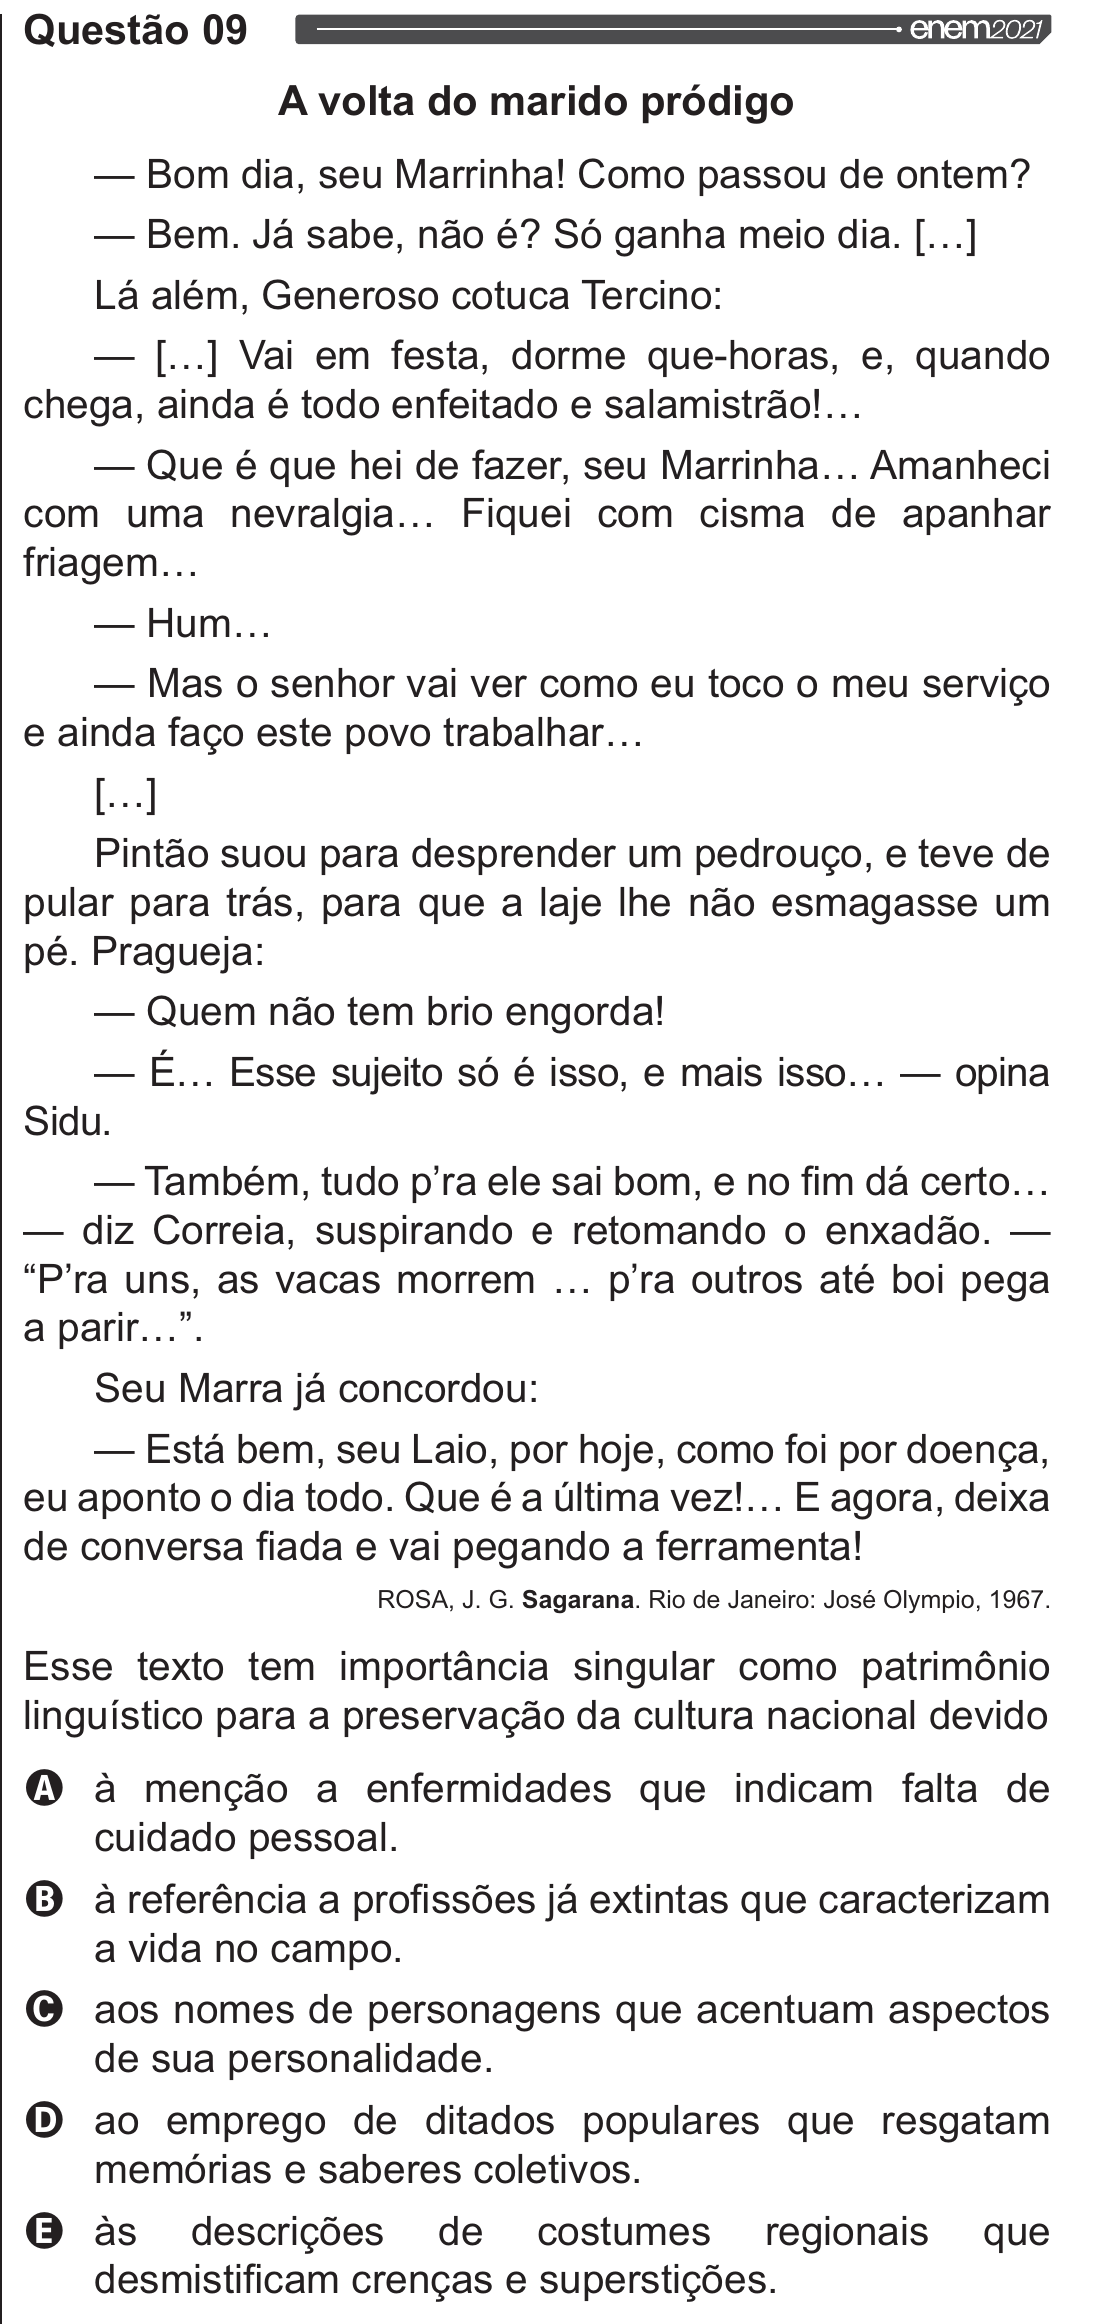 Questão 09
enem2021
A volta do marido pródigo
— Bom dia, seu Marrinha! Como passou de ontem?
— Bem. Já sabe, não é? Só ganha meio dia. [...]
Lá além, Generoso cotuca Tercino:
— [...] Vai em festa, dorme que-horas, e, quando
chega, ainda é todo enfeitado e salamistrão!...
— Que é que hei de fazer, seu Marrinha... Amanheci
com uma nevralgia... Fiquei com cisma de apanhar
friagem...
— Hum...
— Mas o senhor vai ver como eu toco o meu serviço
e ainda faço este povo trabalhar...
[...]
Pintão suou para desprender um pedrouço, e teve de
pular para trás, para que a laje lhe não esmagasse um
pé. Pragueja:
— Quem não tem brio engorda!
— É... Esse sujeito só é isso, e mais isso... — opina
Sidu.
— Também, tudo p’ra ele sai bom, e no fim dá certo...
— diz Correia, suspirando e retomando o enxadão. —
“P’ra uns, as vacas morrem ... p’ra outros até boi pega
a parir...”.
Seu Marra já concordou:
— Está bem, seu Laio, por hoje, como foi por doença,
eu aponto o dia todo. Que é a última vez!... E agora, deixa
de conversa fiada e vai pegando a ferramenta!
ROSA, J. G. Sagarana. Rio de Janeiro: José Olympio, 1967.
Esse texto tem importância singular como patrimônio
linguístico para a preservação da cultura nacional devido
A à menção a enfermidades que indicam falta de
cuidado pessoal.
B à referência a profissões já extintas que caracterizam
a vida no campo.
C aos nomes de personagens que acentuam aspectos
de sua personalidade.
D ao emprego de ditados populares que resgatam
memórias e saberes coletivos.
E às descrições de costumes regionais que
desmistificam crenças e superstições.